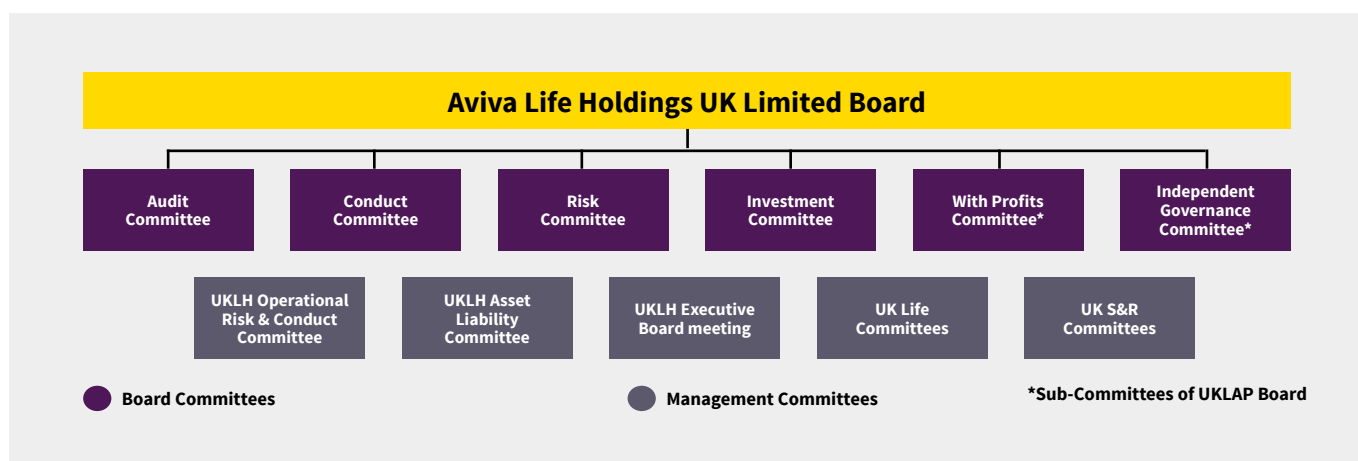 Aviva Life Holdings UK Limited Board
Audit
Committee
Conduct
Committee
Risk
Committee
Investment
Committee
With Profits
Committee*
Independent
Governance
Committee*
UKLH Operational
Risk & Conduct
Committee
UKLH Asset
Liability
Committee
UKLH Executive
Board meeting
UK Life
Committees
UK S&R
Committees
Board Committees
Management Committees
*Sub-Committees of UKLAP Board